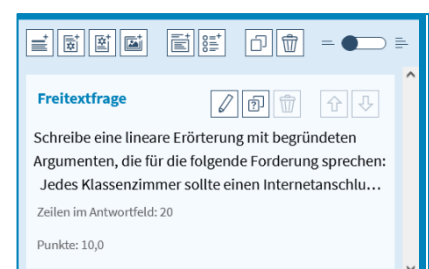 Freitextfrage
Schreibe eine lineare Erörterung mit begründeten
Argumenten, die für die folgende Forderung sprechen:
Jedes Klassenzimmer sollte einen Internetanschlu...
Zeilen im Antwortfeld: 20
Punkte: 10,0